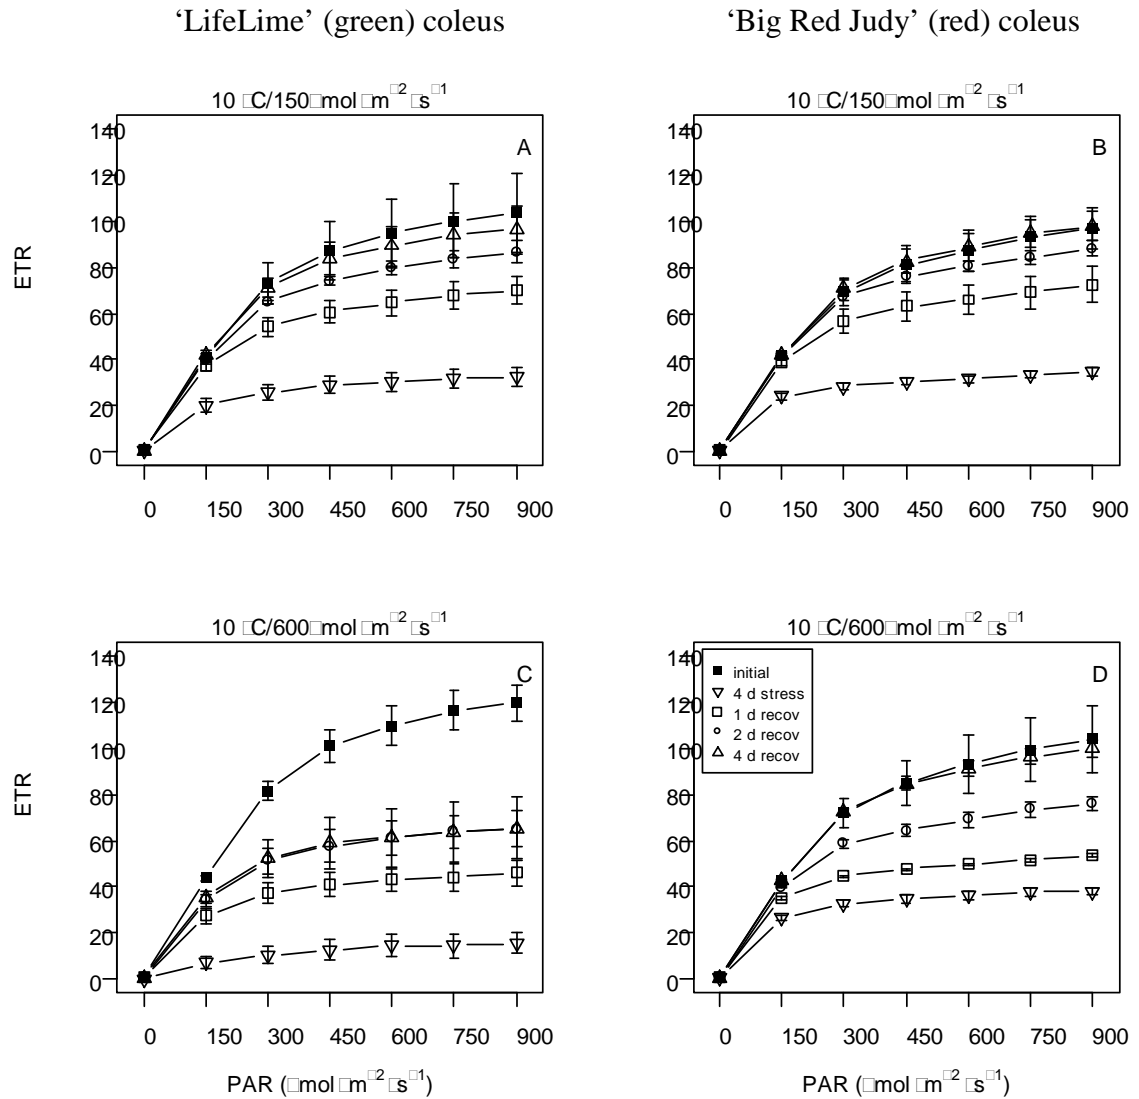 ‘LifeLime’ (green) coleus
‘Big Red Judy’ (red) coleus
10 □C/150□mol □m□2 □s□1
A
140
120
100
80
60
40
20
0
ETR
0 150 300 450 600 750 900
10 □C/150□mol □m□2 □s□1
B
140
120
100
80
60
40
20
0
0 150 300 450 600 750 900
10 □C/600□mol □m□2 □s□1
C
140
120
100
80
60
40
20
0
ETR
0 150 300 450 600 750 900
PAR (□mol □m□2 □s□1)
10 □C/600□mol □m□2 □s□1
D
initial
4 d stress
1 d recov
2 d recov
4 d recov
140
120
100
80
60
40
20
0
0 150 300 450 600 750 900
PAR (□mol □m□2 □s□1)